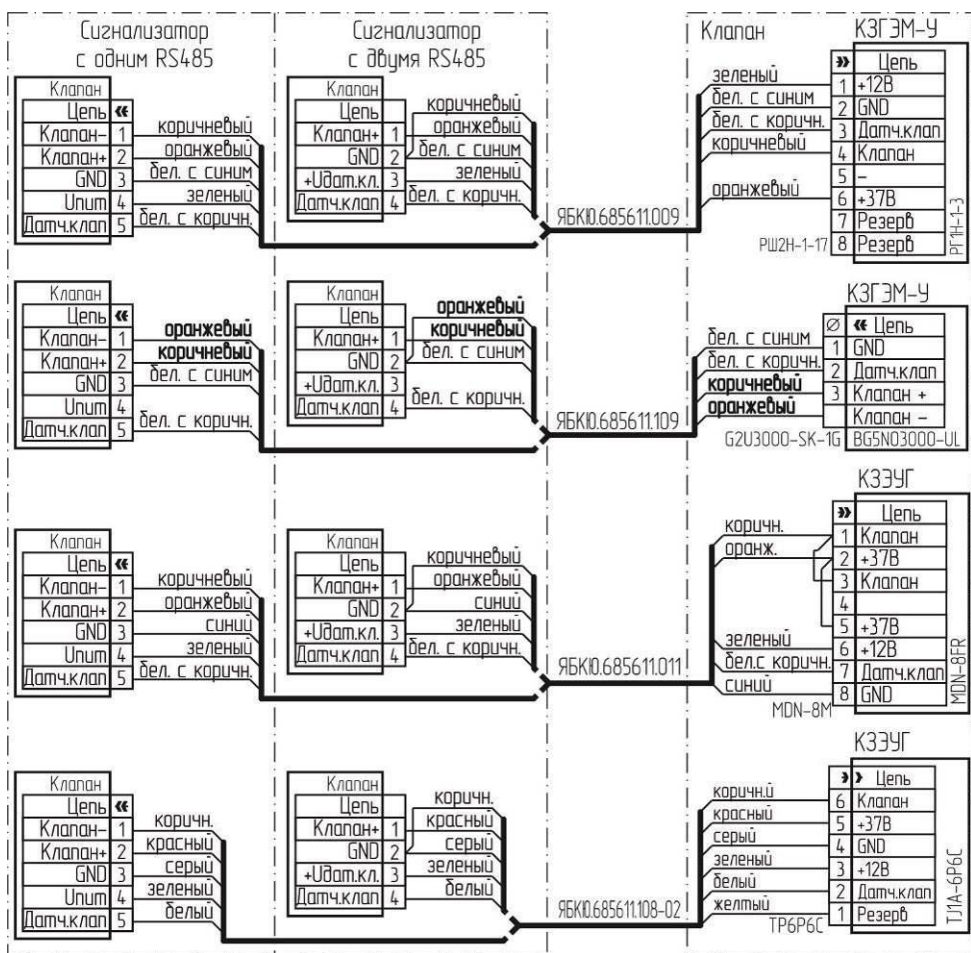 Сигнализатор
с одним RS485
Сигнализатор
с двумя RS485
Клапан
КЗГЭМ-У
Клапан
Цепь
Клапан- 1 коричневый
Клапан+ 2 оранжевый
GND 3 бел. с синим
Uпит 4 зеленый
Датч.клап 5 бел. с коричн.
Клапан
Цепь коричневый
Клапан+ 1 оранжевый
GND 2 бел. с синим
+Uдат.кл. 3 зеленый
Датч.клап 4 бел. с коричн.
ЯБКЮ.685611.009
Цепь
зеленый 1 +12В
бел. с синим 2 GND
бел. с коричн. 3 Датч.клап
коричневый 4 Клапан
5 -
оранжевый 6 +37В
7 Резерв
8 Резерв
РШ2Н-1-17
РГ1Н-1-3
КЗГЭМ-У
Клапан
Цепь
Клапан- 1 оранжевый
Клапан+ 2 коричневый
GND 3 бел. с синим
Uпит 4
Датч.клап 5 бел. с коричн.
Клапан
Цепь оранжевый
Клапан+ 1 коричневый
GND 2 бел. с синим
+Uдат.кл. 3
Датч.клап 4 бел. с коричн.
ЯБКЮ.685611.109
∅ Цепь
бел. с синим 1 GND
бел. с коричн. 2 Датч.клап
коричневый 3 Клапан +
оранжевый Клапан -
G2U3000-SK-1G
BG5N03000-UL
КЗЭУГ
Клапан
Цепь
Клапан- 1 коричневый
Клапан+ 2 оранжевый
GND 3 синий
Uпит 4 зеленый
Датч.клап 5 бел. с коричн.
Клапан
Цепь коричневый
Клапан+ 1 оранжевый
GND 2 синий
+Uдат.кл. 3 зеленый
Датч.клап 4 бел. с коричн.
ЯБКЮ.685611.011
Цепь
коричн. 1 Клапан
оранж. 2 +37В
3 Клапан
4
5 +37В
зеленый 6 +12В
бел.с коричн. 7 Датч.клап
синий 8 GND
MDN-8M
MDN-8FR
КЗЭУГ
Клапан
Цепь
Клапан- 1 коричн.
Клапан+ 2 красный
GND 3 серый
Uпит 4 зеленый
Датч.клап 5 белый
Клапан
Цепь коричн.
Клапан+ 1 красный
GND 2 серый
+Uдат.кл. 3 зеленый
Датч.клап 4 белый
ЯБКЮ.685611.108-02
Цепь
коричн.й 6 Клапан
красный 5 +37В
серый 4 GND
зеленый 3 +12В
белый 2 Датч.клап
желтый 1 Резерв
TP6P6C
TJ1A-6P6C